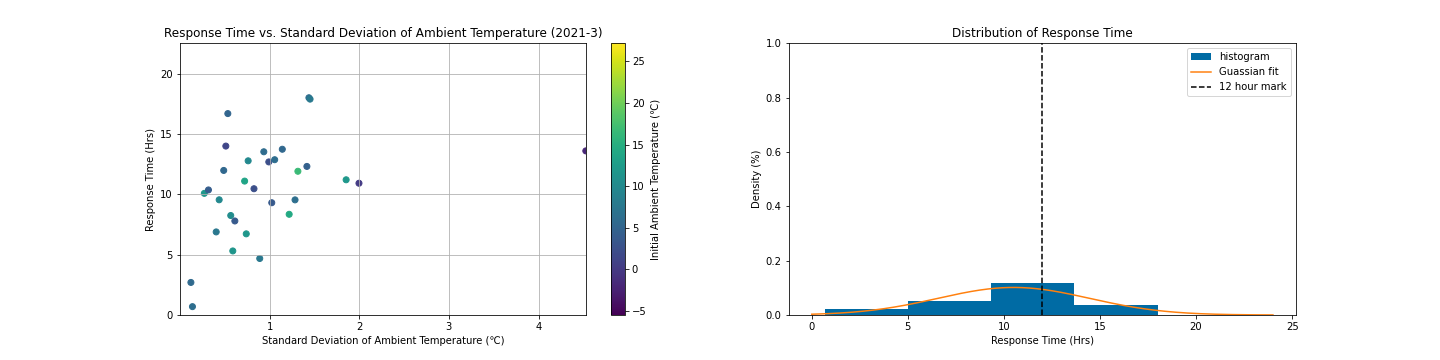 Response Time vs. Standard Deviation of Ambient Temperature (2021-3)
Response Time (Hrs)
20
15
10
5
0
1
2
3
4
Standard Deviation of Ambient Temperature (℃)
25
20
15
10
5
0
−5
Initial Ambient Temperature (℃)
Distribution of Response Time
Density (%)
1.0
0.8
0.6
0.4
0.2
0.0
histogram
Guassian fit
12 hour mark
0
5
10
15
20
25
Response Time (Hrs)